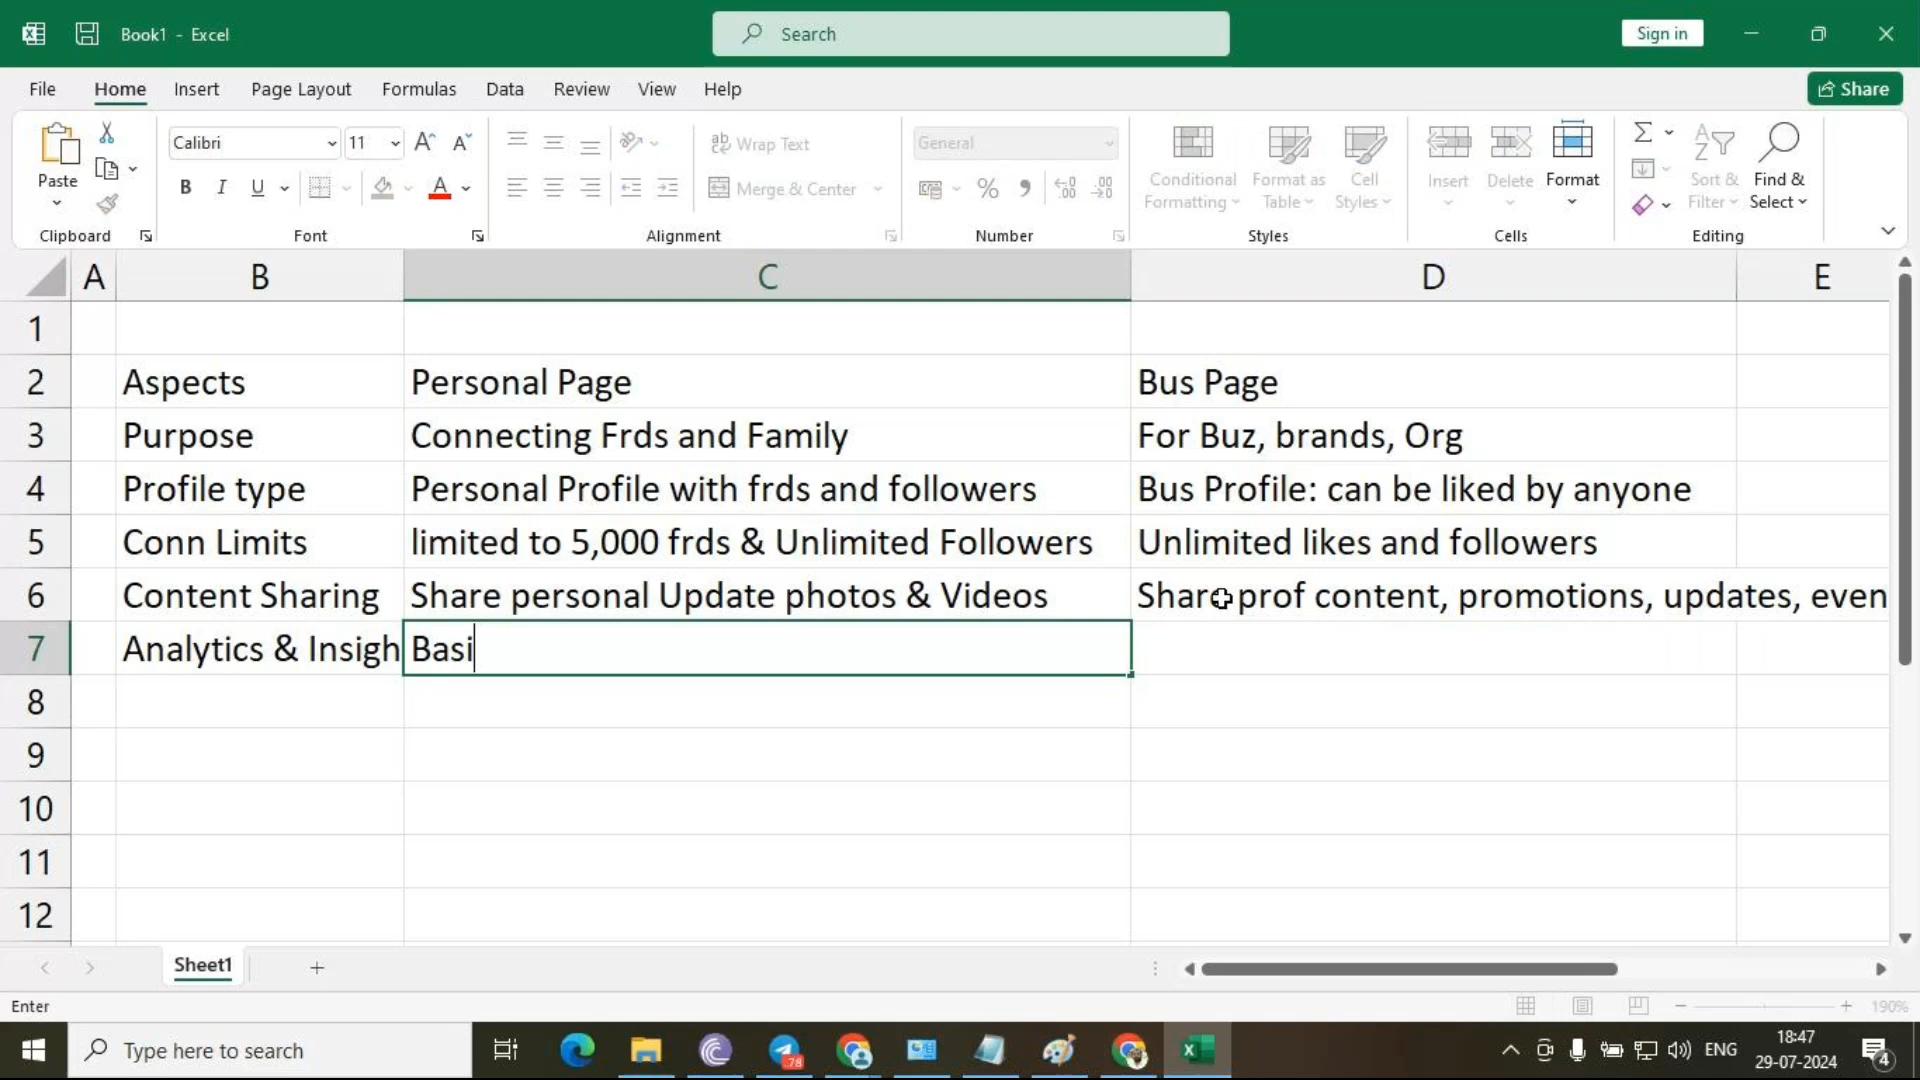 Book1 - Excel
Search
Sign in
File Home Insert Page Layout Formulas Data Review View Help
Share
Paste
Clipboard
Calibri 11
B I U
Font
Wrap Text
Merge & Center
Alignment
General
Number
Conditional Formatting
Format as Table
Cell Styles
Styles
Insert
Delete
Format
Cells
Sort & Filter
Find & Select
Editing
A B C D E
1
2 Aspects Personal Page Bus Page
3 Purpose Connecting Frds and Family For Buz, brands, Org
4 Profile type Personal Profile with frds and followers Bus Profile: can be liked by anyone
5 Conn Limits limited to 5,000 frds & Unlimited Followers Unlimited likes and followers
6 Content Sharing Share personal Update photos & Videos Share prof content, promotions, updates, even
7 Analytics & Insigh Basi
8
9
10
11
12
Sheet1
Enter
190%
Type here to search
78
ENG
18:47
29-07-2024
4